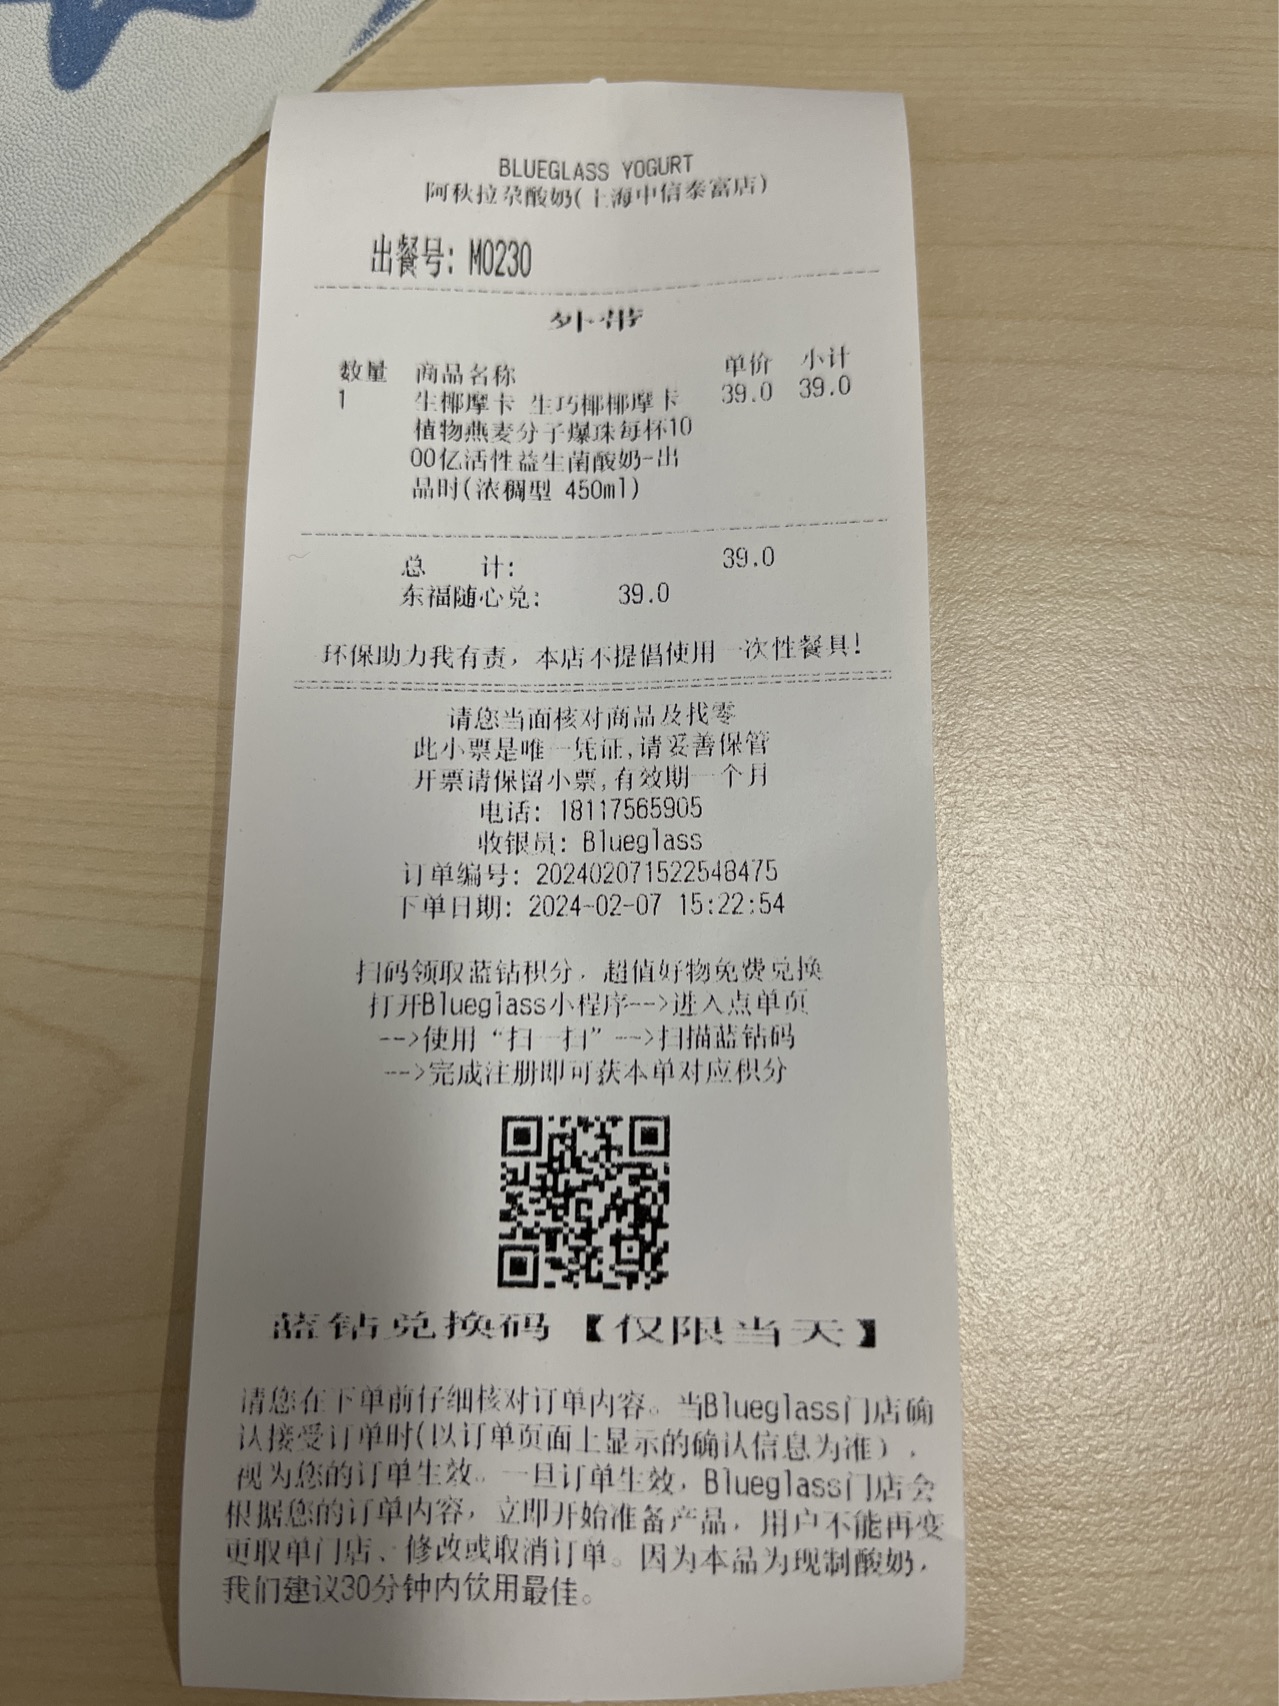 BLUEGLASS YOGURT
阿秋拉尕酸奶(上海中信泰富店)
出餐号: M0230
外带
数量 商品名称 单价 小计
1 生椰摩卡 生巧椰椰摩卡 39.0 39.0
植物燕麦分子爆珠每杯10
00亿活性益生菌酸奶-出
品时(浓稠型 450ml)
总 计: 39.0
东福随心兑: 39.0
环保助力我有责，本店不提倡使用一次性餐具!
请您当面核对商品及找零
此小票是唯一凭证,请妥善保管
开票请保留小票,有效期一个月
电话: 18117565905
收银员: Blueglass
订单编号: 202402071522548475
下单日期: 2024-02-07 15:22:54
扫码领取蓝钻积分，超值好物免费兑换
打开Blueglass小程序-->进入点单页
-->使用“扫一扫”-->扫描蓝钻码
-->完成注册即可获本单对应积分
蓝钻兑换码【仅限当天】
请您在下单前仔细核对订单内容。当Blueglass门店确
认接受订单时(以订单页面上显示的确认信息为准)，
视为您的订单生效。一旦订单生效，Blueglass门店会
根据您的订单内容，立即开始准备产品，用户不能再变
更取单门店、修改或取消订单。因为本品为现制酸奶，
我们建议30分钟内饮用最佳。